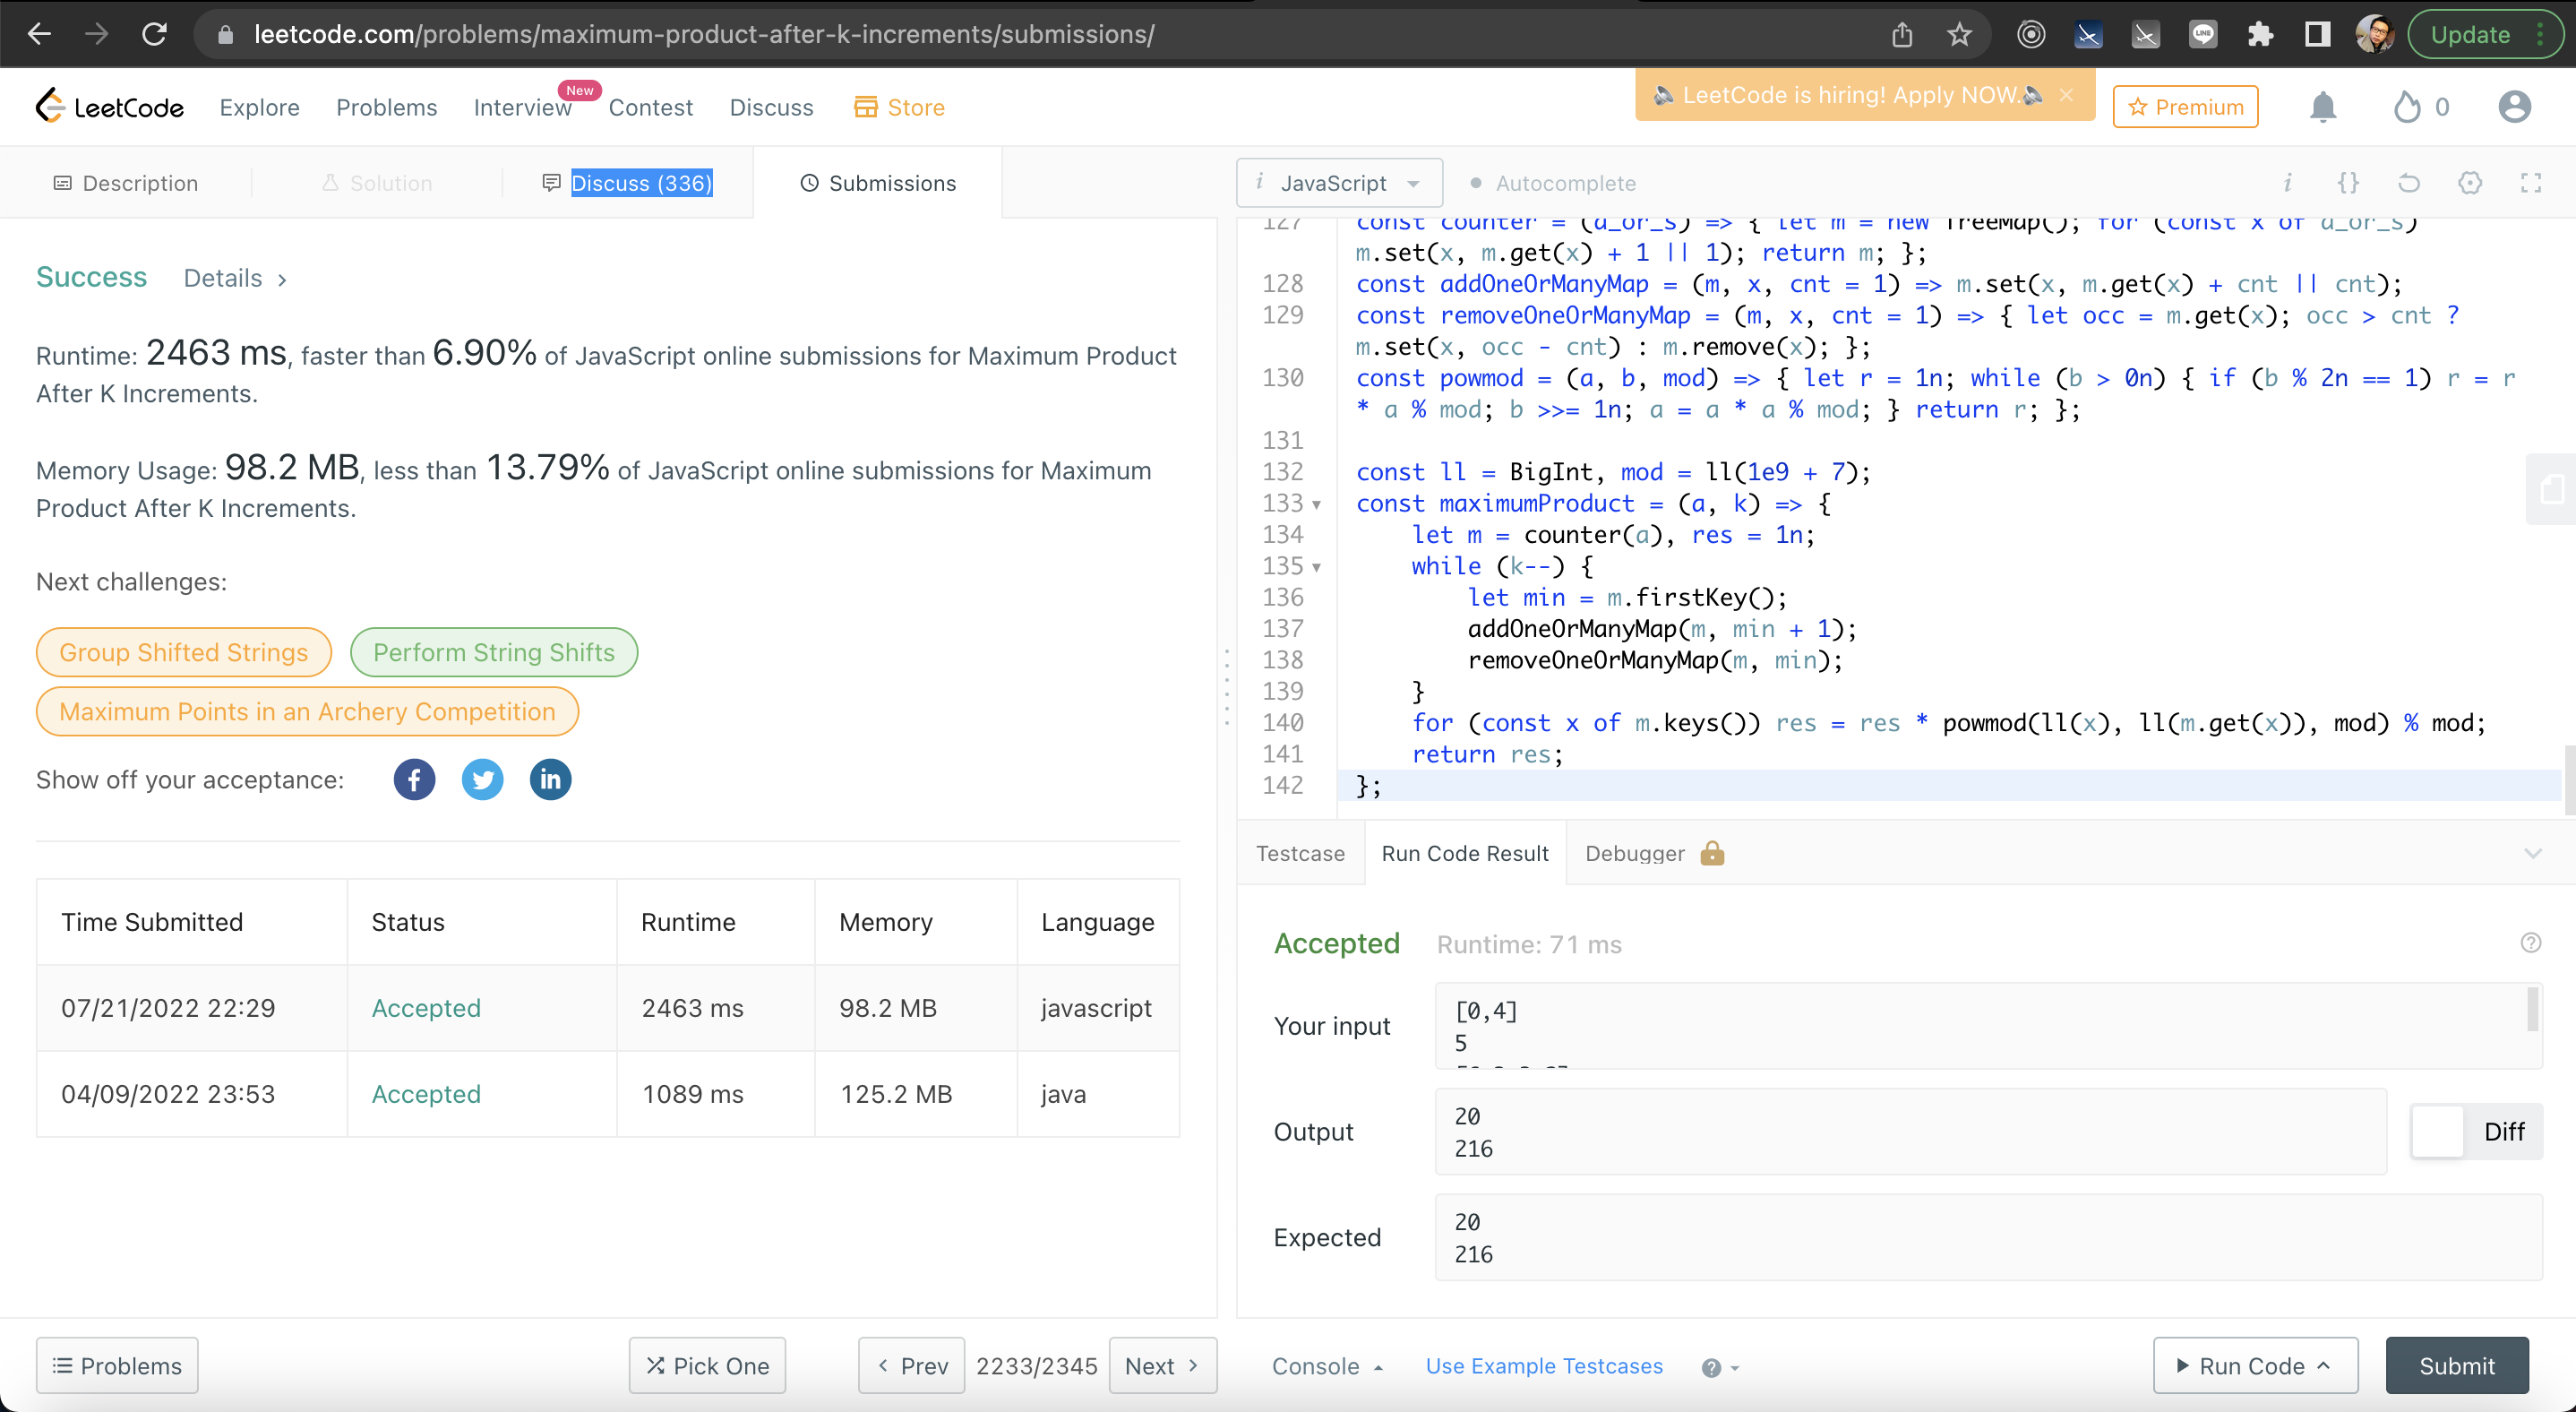 leetcode.com/problems/maximum-product-after-k-increments/submissions/
Update
LeetCode
Explore
Problems
Interview
New
Contest
Discuss
Store
LeetCode is hiring! Apply NOW.
Premium
0
Description
Solution
Discuss (336)
Submissions
Success
Details
Runtime: 2463 ms, faster than 6.90% of JavaScript online submissions for Maximum Product
After K Increments.
Memory Usage: 98.2 MB, less than 13.79% of JavaScript online submissions for Maximum
Product After K Increments.
Next challenges:
Group Shifted Strings
Perform String Shifts
Maximum Points in an Archery Competition
Show off your acceptance:
Time Submitted Status Runtime Memory Language
07/21/2022 22:29 Accepted 2463 ms 98.2 MB javascript
04/09/2022 23:53 Accepted 1089 ms 125.2 MB java
Problems
Pick One
Prev
2233/2345
Next
i JavaScript
Autocomplete
127 const counter = (a_or_s) => { let m = new TreeMap(); for (const x of a_or_s)
m.set(x, m.get(x) + 1 || 1); return m; };
128 const addOneOrManyMap = (m, x, cnt = 1) => m.set(x, m.get(x) + cnt || cnt);
129 const removeOneOrManyMap = (m, x, cnt = 1) => { let occ = m.get(x); occ > cnt ?
m.set(x, occ - cnt) : m.remove(x); };
130 const powmod = (a, b, mod) => { let r = 1n; while (b > 0n) { if (b % 2n == 1) r = r
* a % mod; b >>= 1n; a = a * a % mod; } return r; };
131
132 const ll = BigInt, mod = ll(1e9 + 7);
133 const maximumProduct = (a, k) => {
134 let m = counter(a), res = 1n;
135 while (k--) {
136 let min = m.firstKey();
137 addOneOrManyMap(m, min + 1);
138 removeOneOrManyMap(m, min);
139 }
140 for (const x of m.keys()) res = res * powmod(ll(x), ll(m.get(x)), mod) % mod;
141 return res;
142 };
Testcase
Run Code Result
Debugger
Accepted
Runtime: 71 ms
Your input
[0,4]
5
Output
20
216
Diff
Expected
20
216
Console
Use Example Testcases
Run Code
Submit